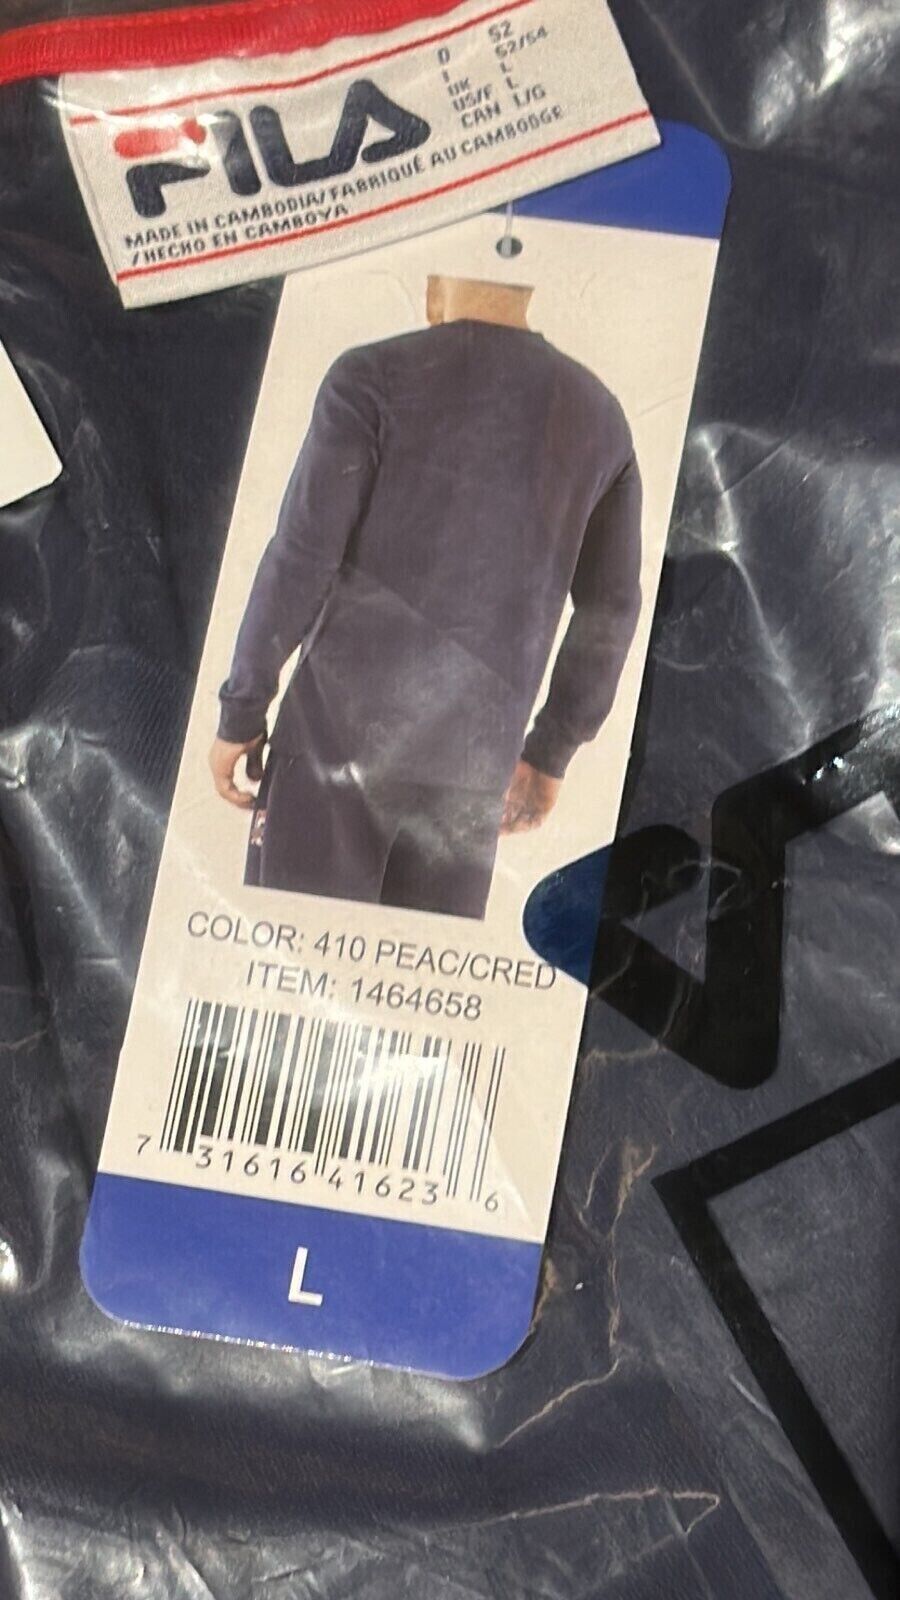 FILA
D 52
I 52/54
UK L
US/F L
CAN L/G
MADE IN CAMBODIA/FABRIQUÉ AU CAMBODGE
/HECHO EN CAMBOYA
COLOR: 410 PEAC/CRED
ITEM: 1464658
7 31616 41623 6
L